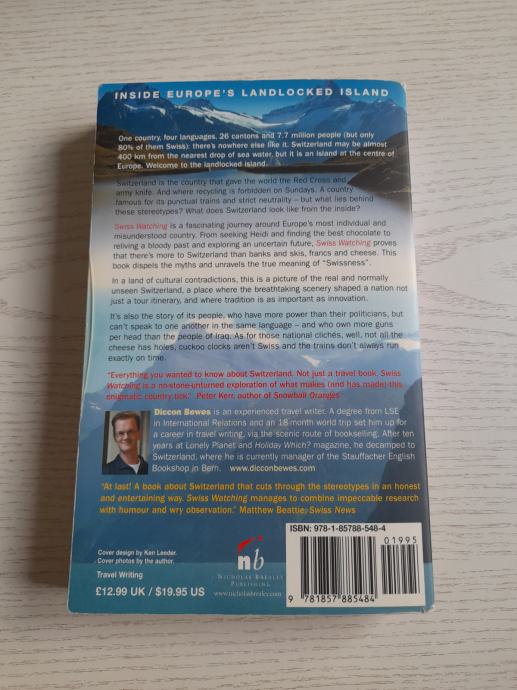 INSIDE EUROPE'S LANDLOCKED ISLAND
One country, four languages, 26 cantons and 7.7 million people (but only
80% of them Swiss): there's nowhere else like it. Switzerland may be almost
400 km from the nearest drop of sea water, but it is an island at the centre of
Europe. Welcome to the landlocked island.
Switzerland is the country that gave the world the Red Cross and
army knife. And where recycling is forbidden on Sundays. A country
famous for its punctual trains and strict neutrality – but what lies behind
these stereotypes? What does Switzerland look like from the inside?
Swiss Watching is a fascinating journey around Europe's most individual and
misunderstood country. From seeking Heidi and finding the best chocolate to
reliving a bloody past and exploring an uncertain future, Swiss Watching proves
that there's more to Switzerland than banks and skis, francs and cheese. This
book dispels the myths and unravels the true meaning of "Swissness".
In a land of cultural contradictions, this is a picture of the real and normally
unseen Switzerland, a place where the breathtaking scenery shaped a nation not
just a tour itinerary, and where tradition is as important as innovation.
It's also the story of its people, who have more power than their politicians, but
can't speak to one another in the same language – and who own more guns
per head than the people of Iraq. As for those national clichés, well, not all the
cheese has holes, cuckoo clocks aren't Swiss and the trains don't always run
exactly on time.
"Everything you wanted to know about Switzerland. Not just a travel book, Swiss
Watching is a no-stone-unturned exploration of what makes (and has made) this
enigmatic country tick." Peter Kerr, author of Snowball Oranges
Diccon Bewes is an experienced travel writer. A degree from LSE
in International Relations and an 18-month world trip set him up for
a career in travel writing, via the scenic route of bookselling. After ten
years at Lonely Planet and Holiday Which? magazine, he decamped to
Switzerland, where he is currently manager of the Stauffacher English
Bookshop in Bern. www.dicconbewes.com
"At last! A book about Switzerland that cuts through the stereotypes in an honest
and entertaining way. Swiss Watching manages to combine impeccable research
with humour and wry observation." Matthew Beattie, Swiss News
Cover design by Ken Leeder.
Cover photos by the author.
Travel Writing
£12.99 UK / $19.95 US
nb
NICHOLAS BREALEY
PUBLISHING
www.nicholasbrealey.com
ISBN: 978-1-85788-548-4
01995
9 781857 885484